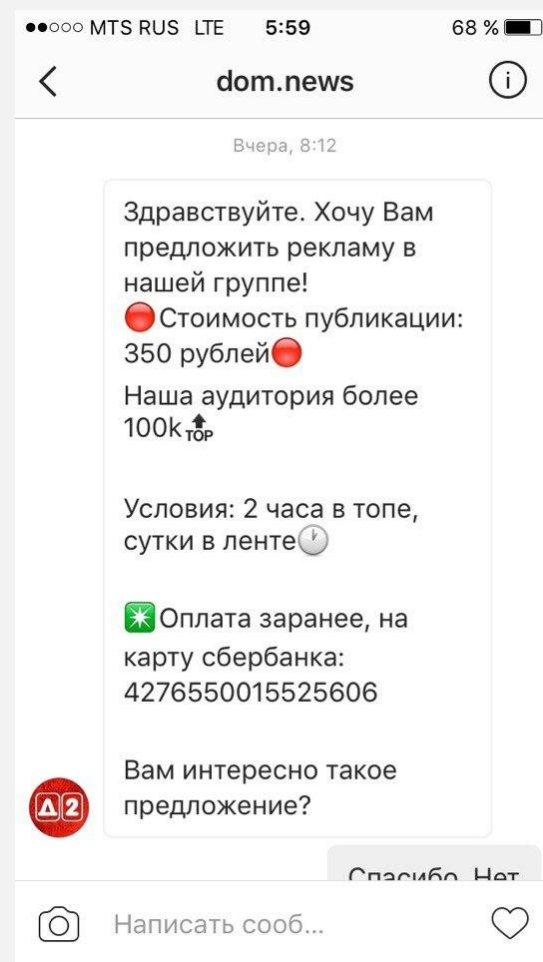 MTS RUS LTE 5:59 68 %
dom.news
Вчера, 8:12
Здравствуйте. Хочу Вам
предложить рекламу в
нашей группе!
🔴Стоимость публикации:
350 рублей🔴
Наша аудитория более
100k🔝
Условия: 2 часа в топе,
сутки в ленте🕐
✳️Оплата заранее, на
карту сбербанка:
4276550015525606
Вам интересно такое
предложение?
Д2
Спасибо. Нет
Написать сооб...